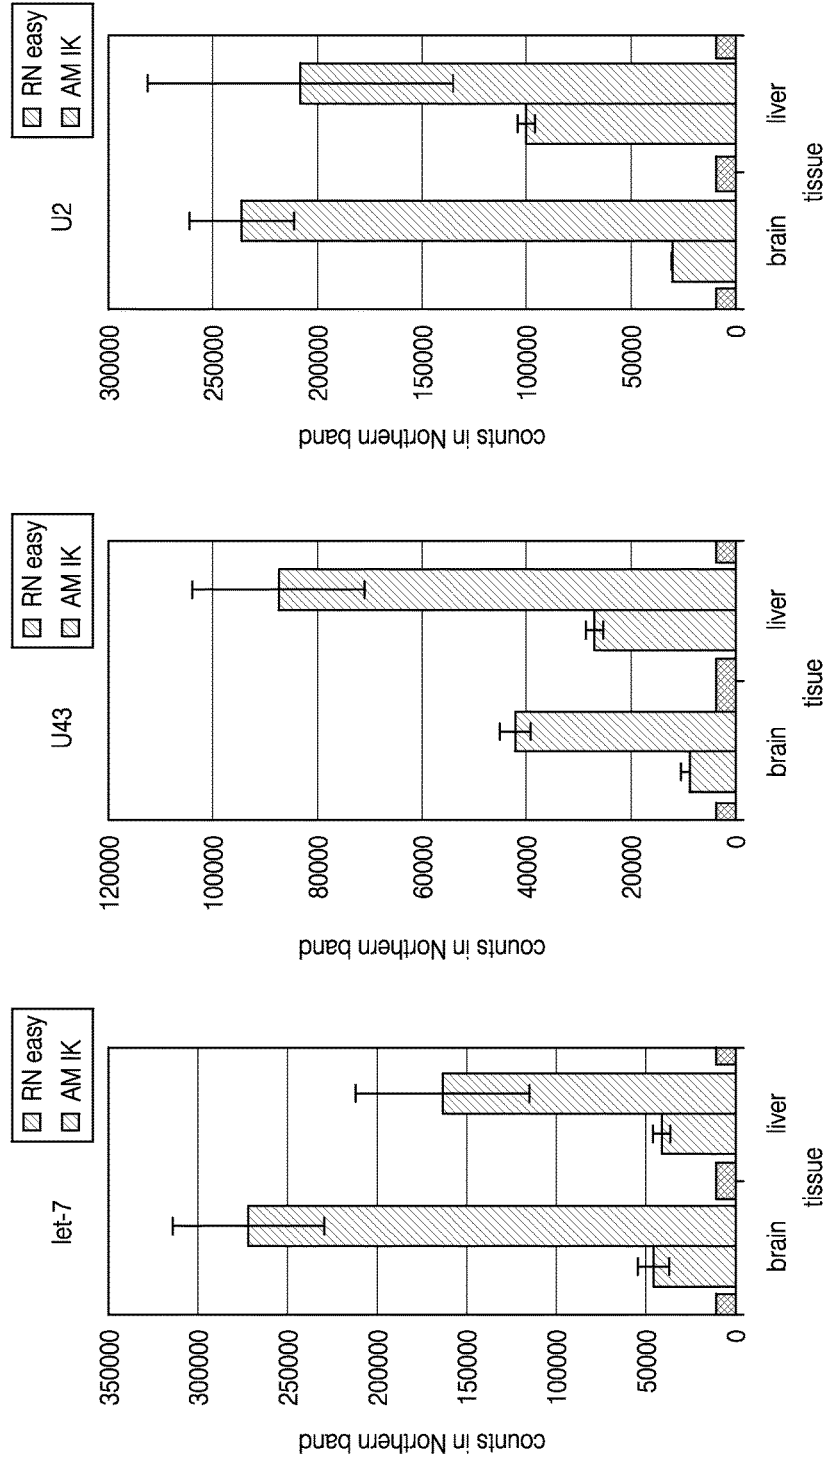 let-7
RN easy
AM IK
counts in Northern band
350000
300000
250000
200000
150000
100000
50000
0
brain
liver
tissue
U43
RN easy
AM IK
counts in Northern band
120000
100000
80000
60000
40000
20000
0
brain
liver
tisue
U2
RN easy
AM IK
counts in Northern band
300000
250000
200000
150000
100000
50000
0
brain
liver
tissue